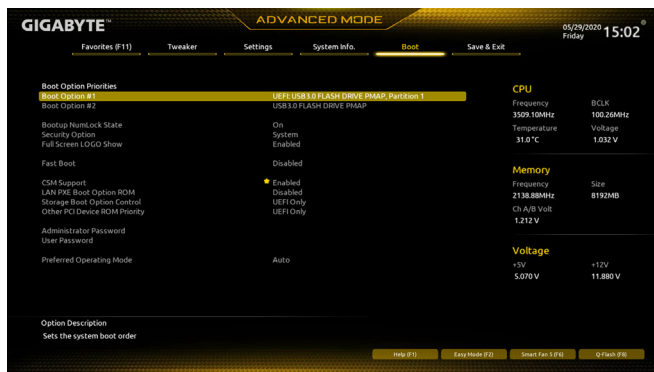 GIGABYTE™
ADVANCED MODE
05/29/2020
Friday
15:02
Favorites (F11) Tweaker Settings System Info. Boot Save & Exit
Boot Option Priorities
Boot Option #1 UEFI: USB3.0 FLASH DRIVE PMAP, Partition 1
Boot Option #2 USB3.0 FLASH DRIVE PMAP
Bootup NumLock State On
Security Option System
Full Screen LOGO Show Enabled
Fast Boot Disabled
CSM Support Enabled
LAN PXE Boot Option ROM Disabled
Storage Boot Option Control UEFI Only
Other PCI Device ROM Priority UEFI Only
Administrator Password
User Password
Preferred Operating Mode Auto
CPU
Frequency BCLK
3509.10MHz 100.26MHz
Temperature Voltage
31.0 °C 1.032 V
Memory
Frequency Size
2138.88MHz 8192MB
Ch A/B Volt
1.212 V
Voltage
+5V +12V
5.070 V 11.880 V
Option Description
Sets the system boot order
Help (F1) Easy Mode (F2) Smart Fan 5 (F6) Q-Flash (F8)